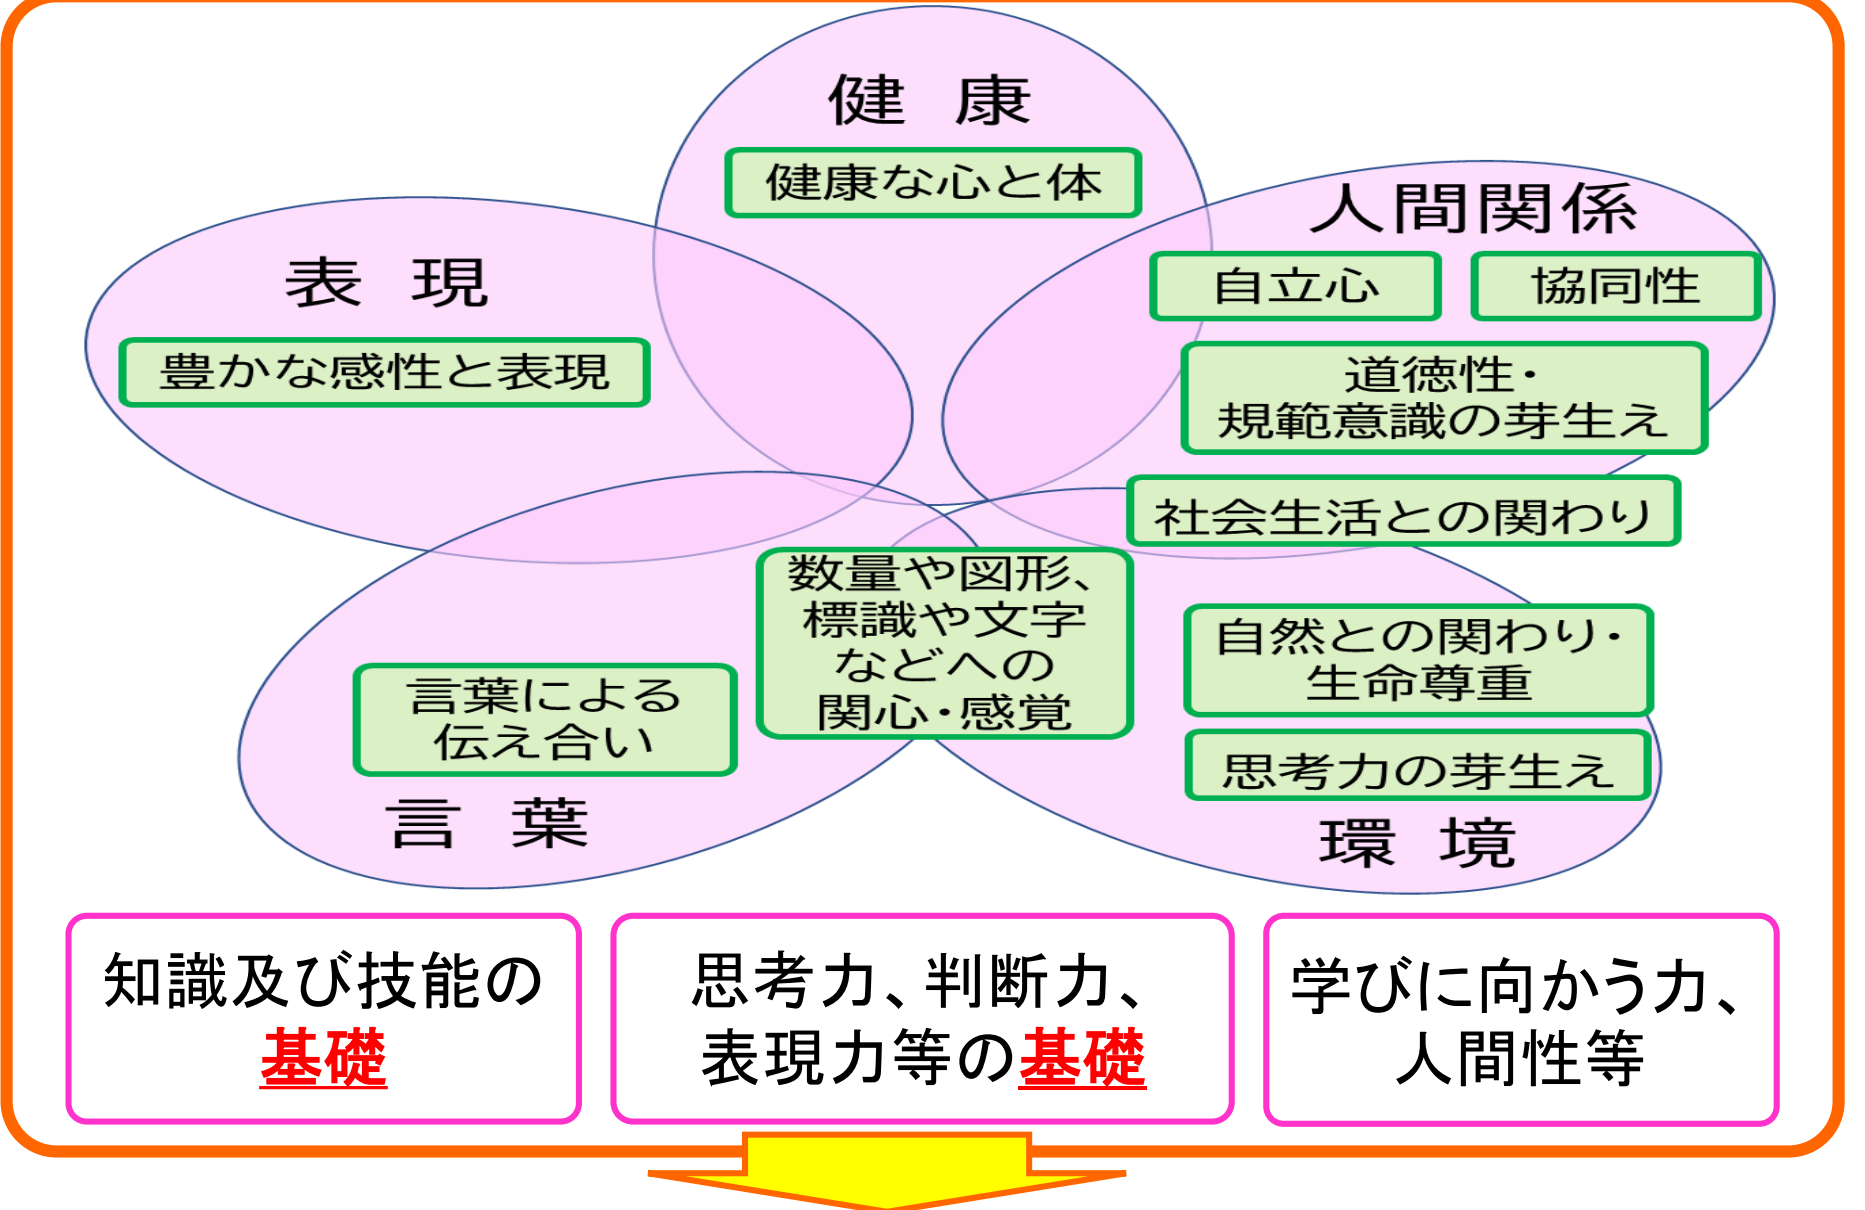 健 康
健康な心と体
人間関係
自立心
協同性
道徳性・
規範意識の芽生え
社会生活との関わり
表 現
豊かな感性と表現
数量や図形、
標識や文字
などへの
関心・感覚
言葉による
伝え合い
言 葉
自然との関わり・
生命尊重
思考力の芽生え
環 境
知識及び技能の
基礎
思考力、判断力、
表現力等の基礎
学びに向かう力、
人間性等